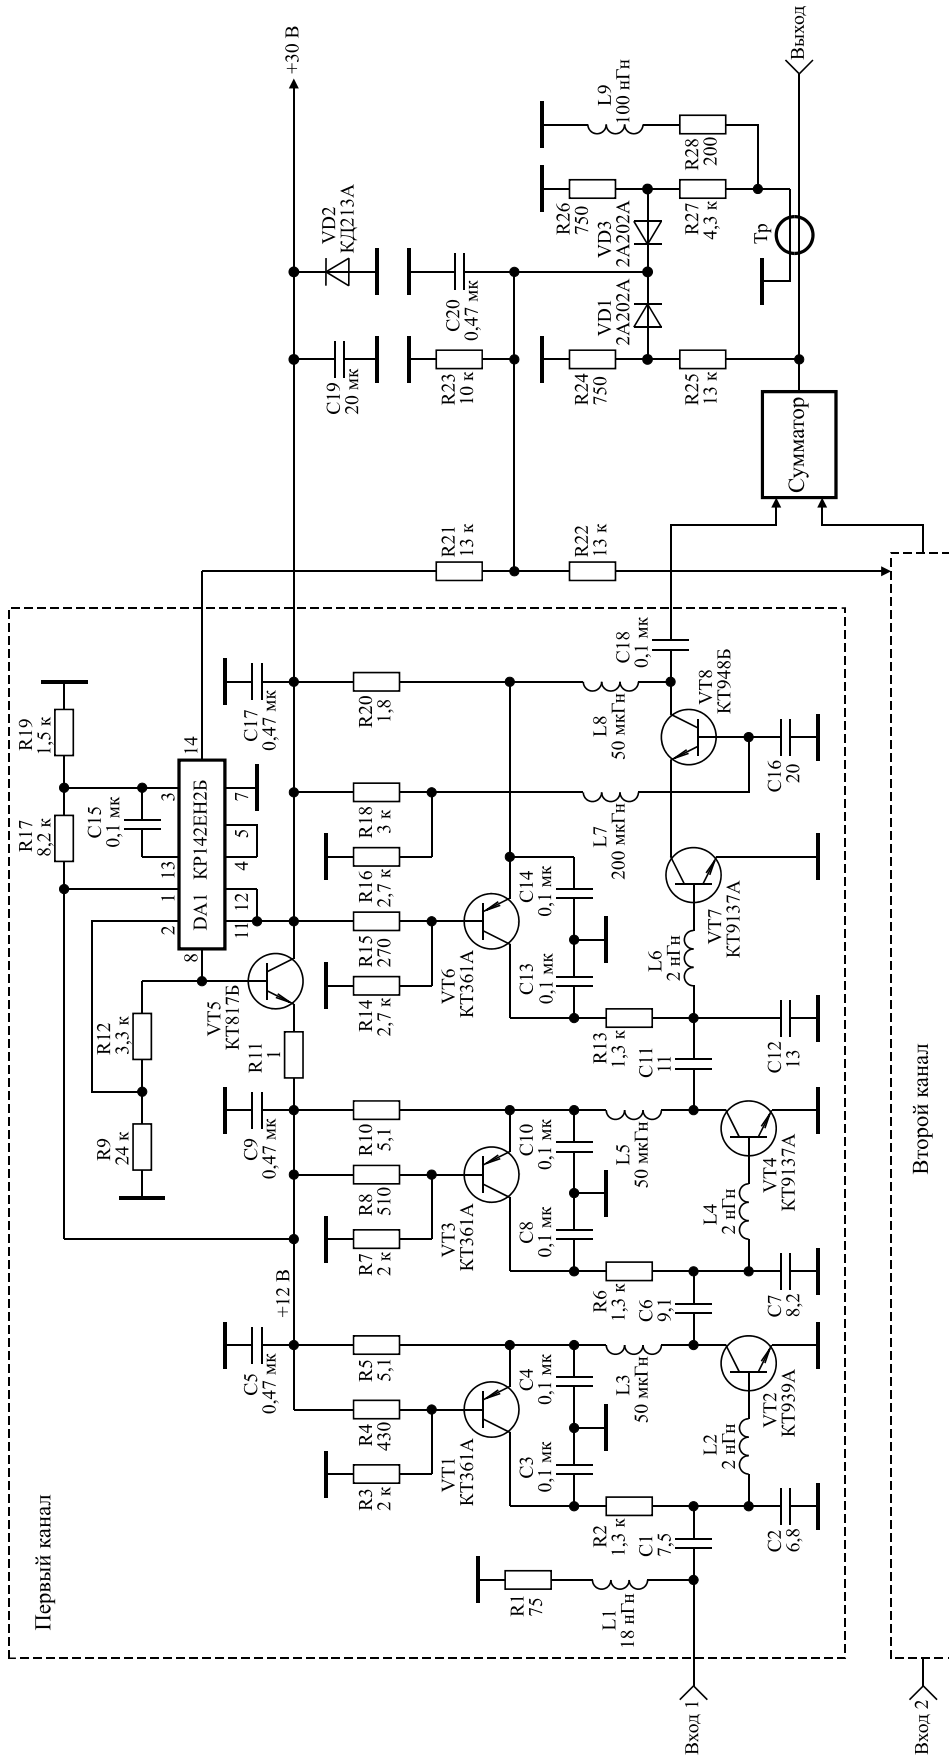 Первый канал
R19
1,5 к
R17
8,2 к
C15
0,1 мк
14
3
7
13
5
4
1
12
2
11
8
DA1
КР142ЕН2Б
R12
3,3 к
R9
24 к
VT5
КТ817Б
R11
1
+12 В
+30 В
C5
0,47 мк
C9
0,47 мк
C17
0,47 мк
C19
20 мк
VD2
КД213А
R3
2 к
R4
430
R5
5,1
R7
2 к
R8
510
R10
5,1
R14
2,7 к
R15
270
R16
2,7 к
R18
3 к
R20
1,8
VT1
КТ361А
VT3
КТ361А
VT6
КТ361А
R21
13 к
R22
13 к
R23
10 к
C20
0,47 мк
C3
0,1 мк
C4
0,1 мк
C8
0,1 мк
C10
0,1 мк
C13
0,1 мк
C14
0,1 мк
R1
75
L1
18 нГн
R2
1,3 к
C1
7,5
L3
50 мкГн
R6
1,3 к
C6
9,1
L5
50 мкГн
R13
1,3 к
C11
11
L7
200 мкГн
L8
50 мкГн
C18
0,1 мк
R24
750
R25
13 к
VD1
2А202А
VD3
2А202А
R26
750
R27
4,3 к
L9
100 нГн
R28
200
Тр
Выход
Сумматор
L2
2 нГн
L4
2 нГн
L6
2 нГн
C2
6,8
VT2
КТ939А
C7
8,2
VT4
КТ9137А
C12
13
VT7
КТ9137А
C16
20
VT8
КТ948Б
Вход 1
Вход 2
Второй канал